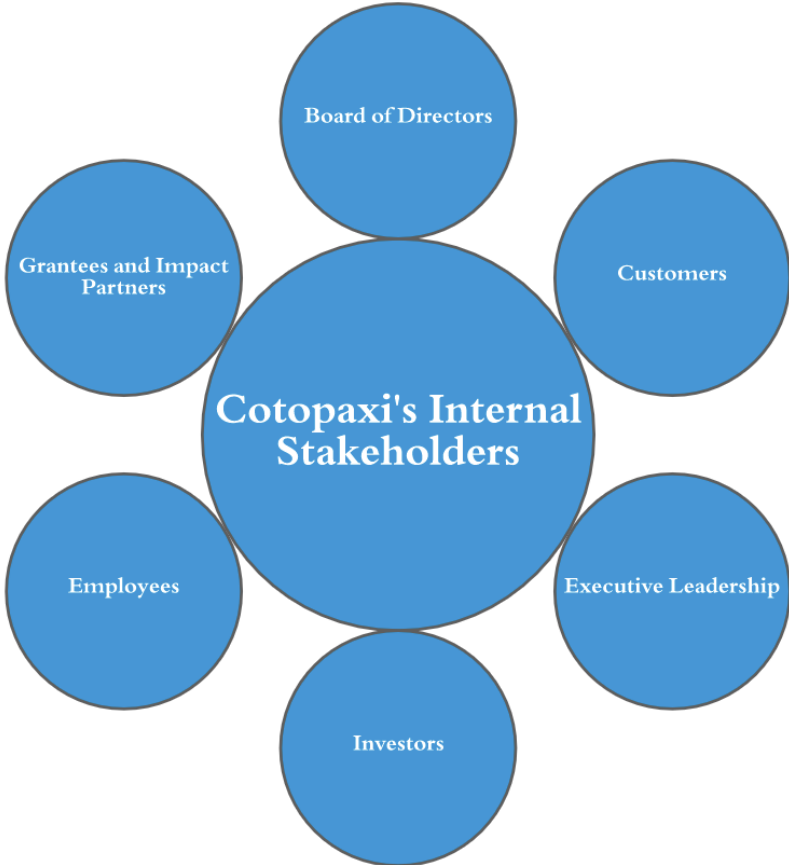 Board of Directors
Grantees and Impact
Partners
Customers
Cotopaxi's Internal
Stakeholders
Employees
Executive Leadership
Investors